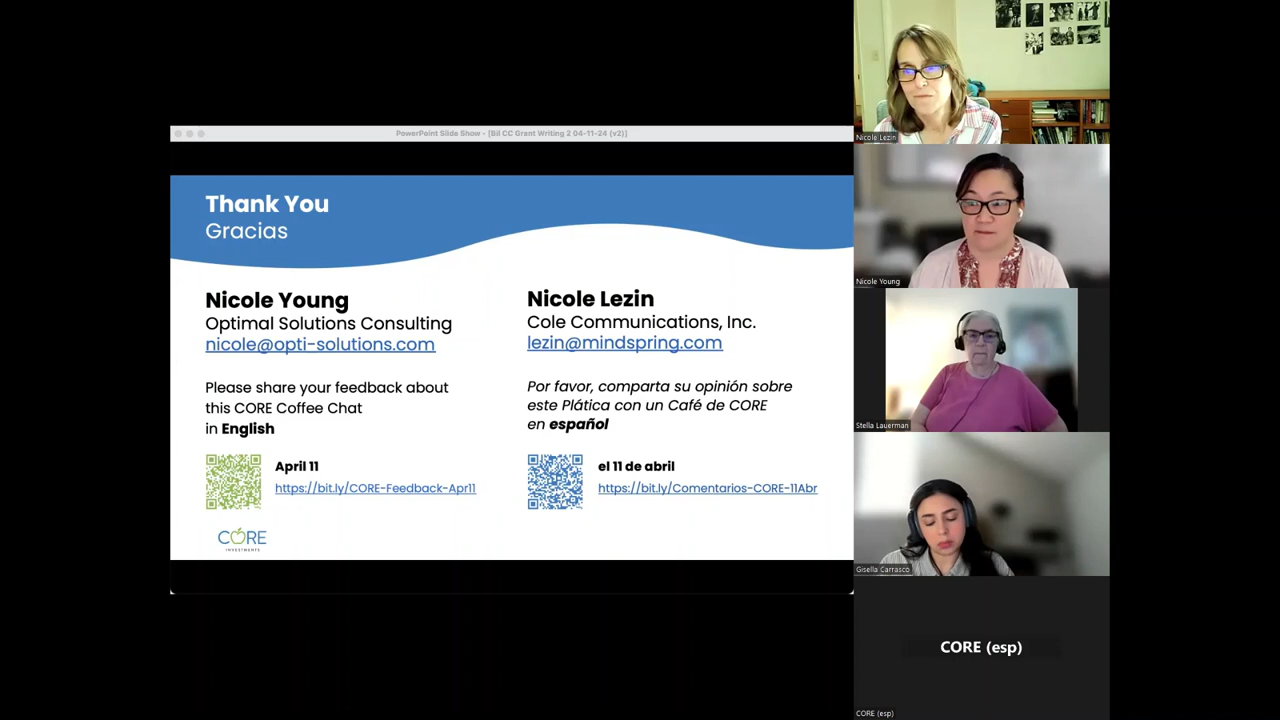 PowerPoint Slide Show - [Bil CC Grant Writing 2 04-11-24 (v2)]
Thank You
Gracias
Nicole Young
Optimal Solutions Consulting
nicole@opti-solutions.com
Please share your feedback about
this CORE Coffee Chat
in English
April 11
https://bit.ly/CORE-Feedback-Apr11
Nicole Lezin
Cole Communications, Inc.
lezin@mindspring.com
Por favor, comparta su opinión sobre
este Plática con un Café de CORE
en español
el 11 de abril
https://bit.ly/Comentarios-CORE-11Abr
CORE
INVESTMENTS
Nicole Lezin
Nicole Young
Stella Lauerman
Gisella Carrasco
CORE (esp)
CORE (esp)